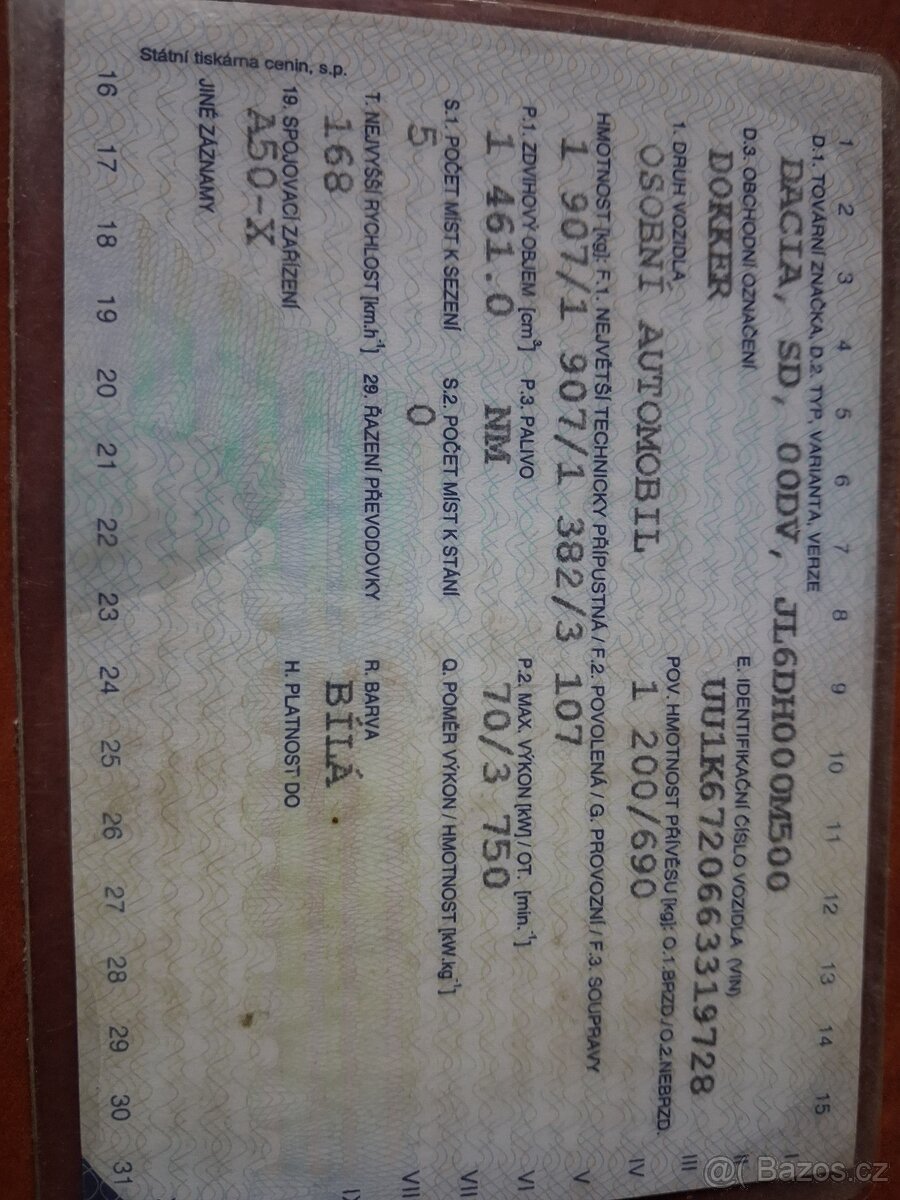 1 2 3 4 5 6 7 8 9 10 11 12 13 14 15
D.1. TOVÁRNÍ ZNAČKA, D.2. TYP, VARIANTA, VERZE
DACIA, SD, 0ODV, JL6DH000M500
I
D.3. OBCHODNÍ OZNAČENÍ E. IDENTIFIKAČNÍ ČÍSLO VOZIDLA (VIN)
DOKKER UU1K6720663319728
II
1. DRUH VOZIDLA POV. HMOTNOST PŘÍVĚSU [kg]: O.1.BRZD./O.2.NEBRZD.
OSOBNÍ AUTOMOBIL 1 200/690
III
IV
HMOTNOST [kg]: F.1. NEJVĚTŠÍ TECHNICKY PŘÍPUSTNÁ / F.2. POVOLENÁ / G. PROVOZNÍ / F.3. SOUPRAVY
1 907/1 907/1 382/3 107
V
P.1. ZDVIHOVÝ OBJEM [cm³] P.3. PALIVO P.2. MAX. VÝKON [kW] / OT. [min.⁻¹]
1 461.0 NM 70/3 750
VI
S.1. POČET MÍST K SEZENÍ S.2. POČET MÍST K STÁNÍ Q. POMĚR VÝKON / HMOTNOST [kW.kg⁻¹]
5 0
VII
VII
T. NEJVYŠŠÍ RYCHLOST [km.h⁻¹] 29. ŘAZENÍ PŘEVODOVKY R. BARVA
168 BÍLÁ
19. SPOJOVACÍ ZAŘÍZENÍ H. PLATNOST DO
A50-X
JINÉ ZÁZNAMY
Státní tiskárna cenin, s.p.
16 17 18 19 20 21 22 23 24 25 26 27 28 29 30 31
@( Bazos.cz